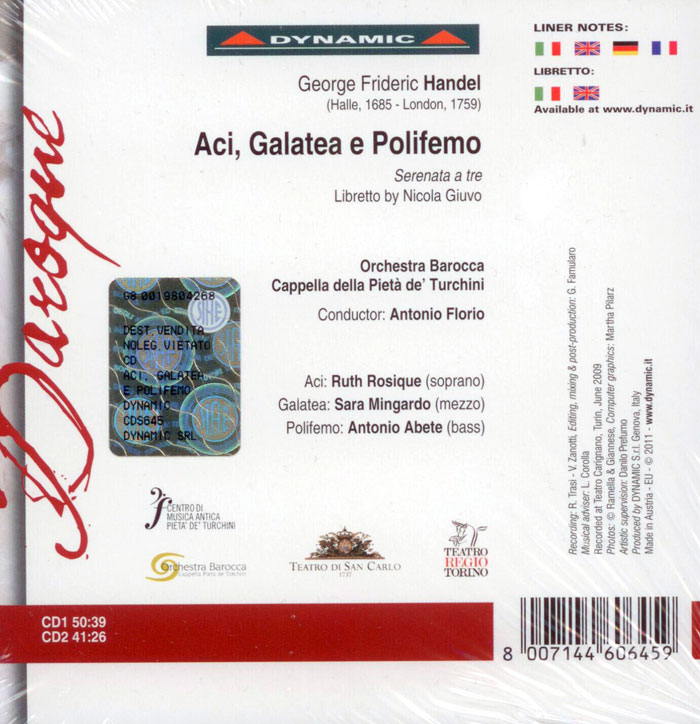 DYNAMIC
LINER NOTES:
LIBRETTO:
Available at www.dynamic.it
George Frideric Handel
(Halle, 1685 - London, 1759)
Aci, Galatea e Polifemo
Serenata a tre
Libretto by Nicola Giuvo
Baroque
Orchestra Barocca
Cappella della Pietà de' Turchini
Conductor: Antonio Florio
G8 0019804268
SIAE
DEST.VENDITA
NOLEG.VIETATO
CD
ACI, GALATEA
E POLIFEMO
DYNAMIC
CDS645
DYNAMIC SRL
Aci: Ruth Rosique (soprano)
Galatea: Sara Mingardo (mezzo)
Polifemo: Antonio Abete (bass)
Recording: R. Trasi - V. Zanotti, Editing, mixing & post-production: G. Famularo
Musical adviser: L. Corolla
Recorded at Teatro Carignano, Turin, June 2009
Photos: © Ramella & Giannese, Computer graphics: Martha Pilarz
Artistic supervision: Danilo Prefumo
Produced by DYNAMIC S.r.l. Genova, Italy
Made in Austria - EU - © 2011 - www.dynamic.it
CENTRO DI
MUSICA ANTICA
PIETA' DE' TURCHINI
Orchestra Barocca
Cappella Pietà de' Turchini
TEATRO DI SAN CARLO
1737
TEATRO
REGIO
TORINO
CD1 50:39
CD2 41:26
8 007144 606459